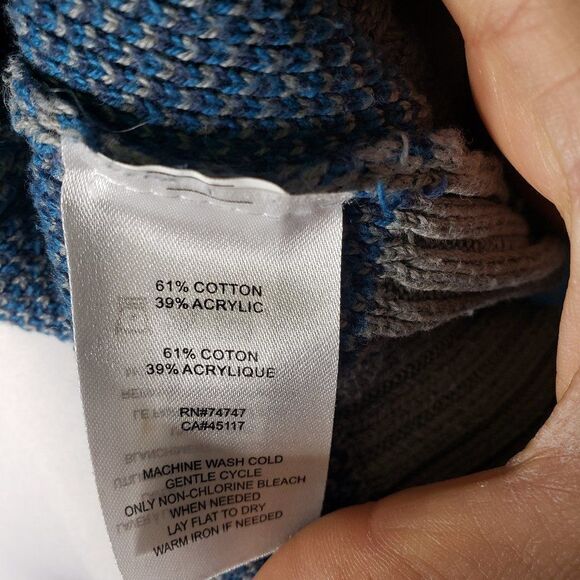 61% COTTON
39% ACRYLIC
61% COTON
39% ACRYLIQUE
RN#74747
CA#45117
MACHINE WASH COLD
GENTLE CYCLE
ONLY NON-CHLORINE BLEACH
WHEN NEEDED
LAY FLAT TO DRY
WARM IRON IF NEEDED